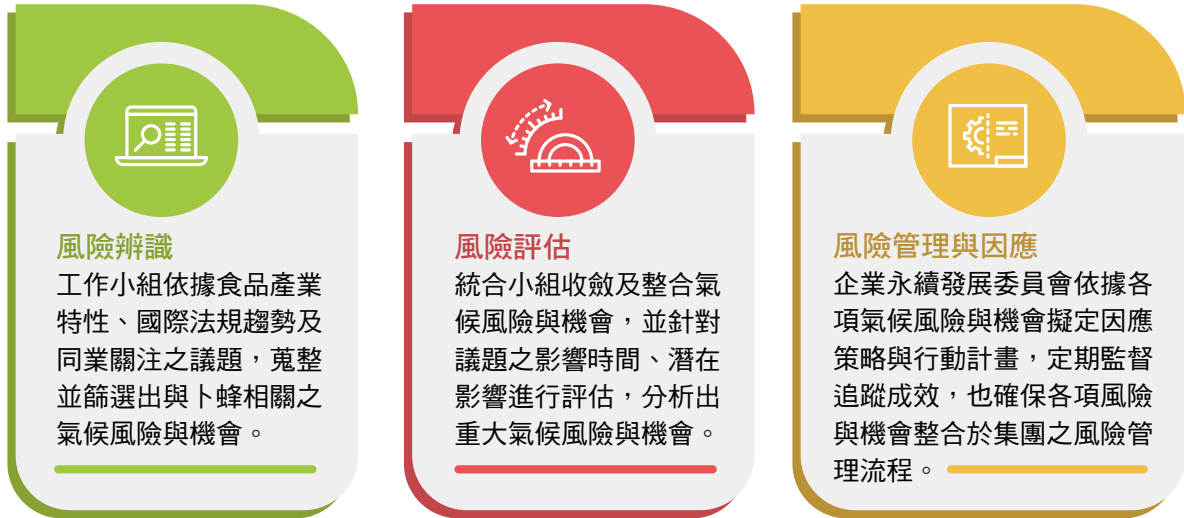 風險辨識
工作小組依據食品產業
特性、國際法規趨勢及
同業關注之議題，蒐整
並篩選出與卜蜂相關之
氣候風險與機會。
風險評估
統合小組收斂及整合氣
候風險與機會，並針對
議題之影響時間、潛在
影響進行評估，分析出
重大氣候風險與機會。
風險管理與因應
企業永續發展委員會依據各
項氣候風險與機會擬定因應
策略與行動計畫，定期監督
追蹤成效，也確保各項風險
與機會整合於集團之風險管
理流程。